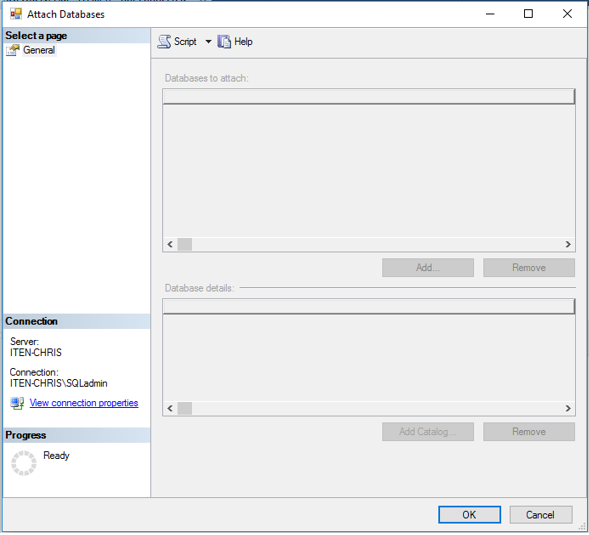 Attach Databases
Select a page
General
Script
Help
Databases to attach:
Add...
Remove
Database details:
Add Catalog...
Remove
Connection
Server:
ITEN-CHRIS
Connection:
ITEN-CHRIS\SQLadmin
View connection properties
Progress
Ready
OK
Cancel